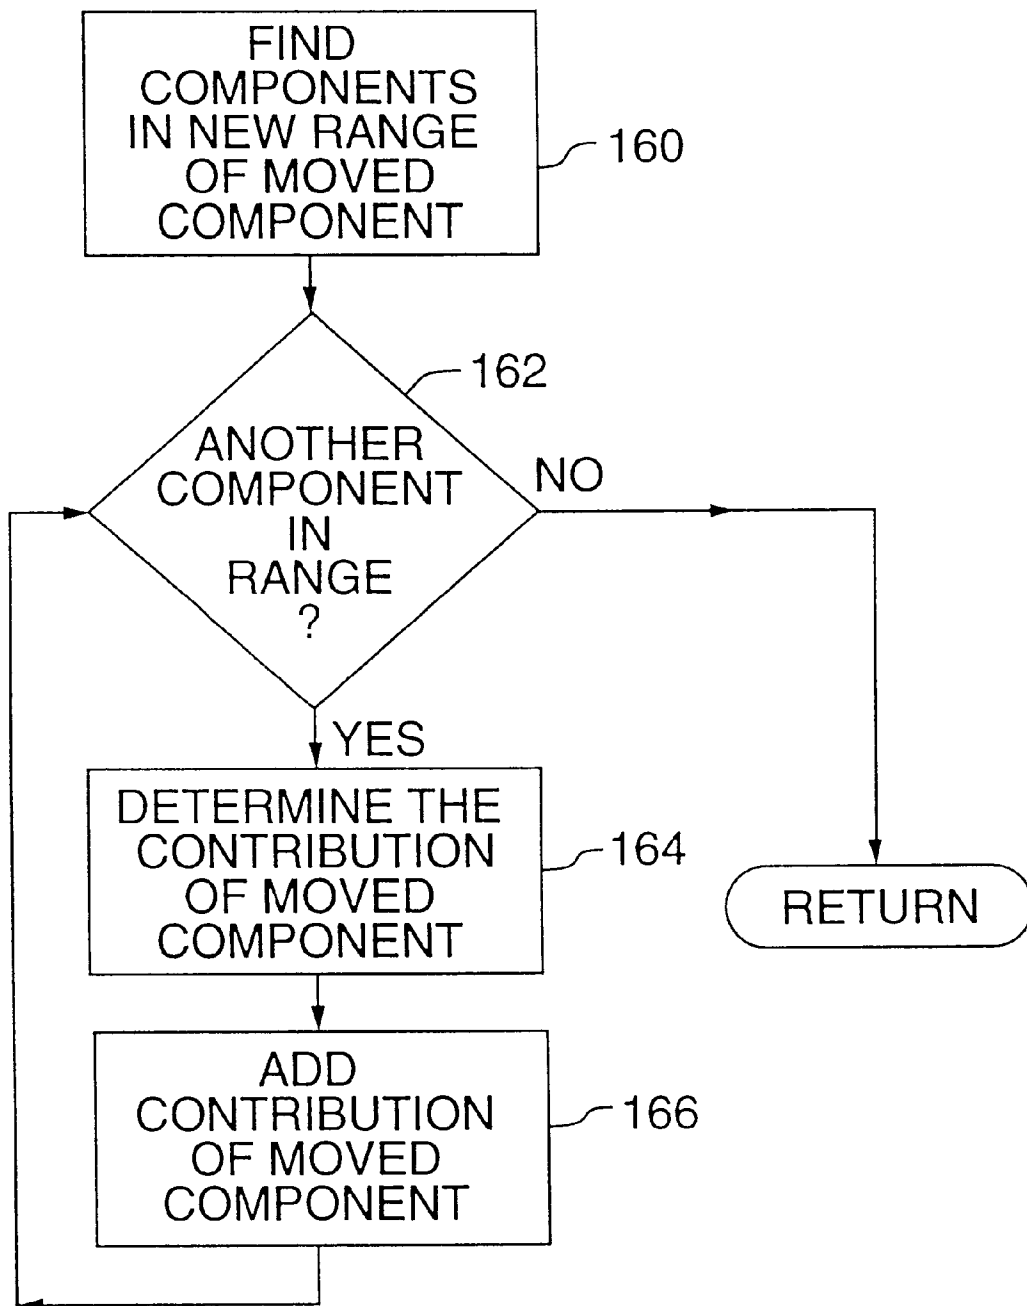 FIND
COMPONENTS
IN NEW RANGE
OF MOVED
COMPONENT
160
162
ANOTHER
COMPONENT
IN
RANGE
?
NO
YES
DETERMINE THE
CONTRIBUTION
OF MOVED
COMPONENT
164
RETURN
ADD
CONTRIBUTION
OF MOVED
COMPONENT
166